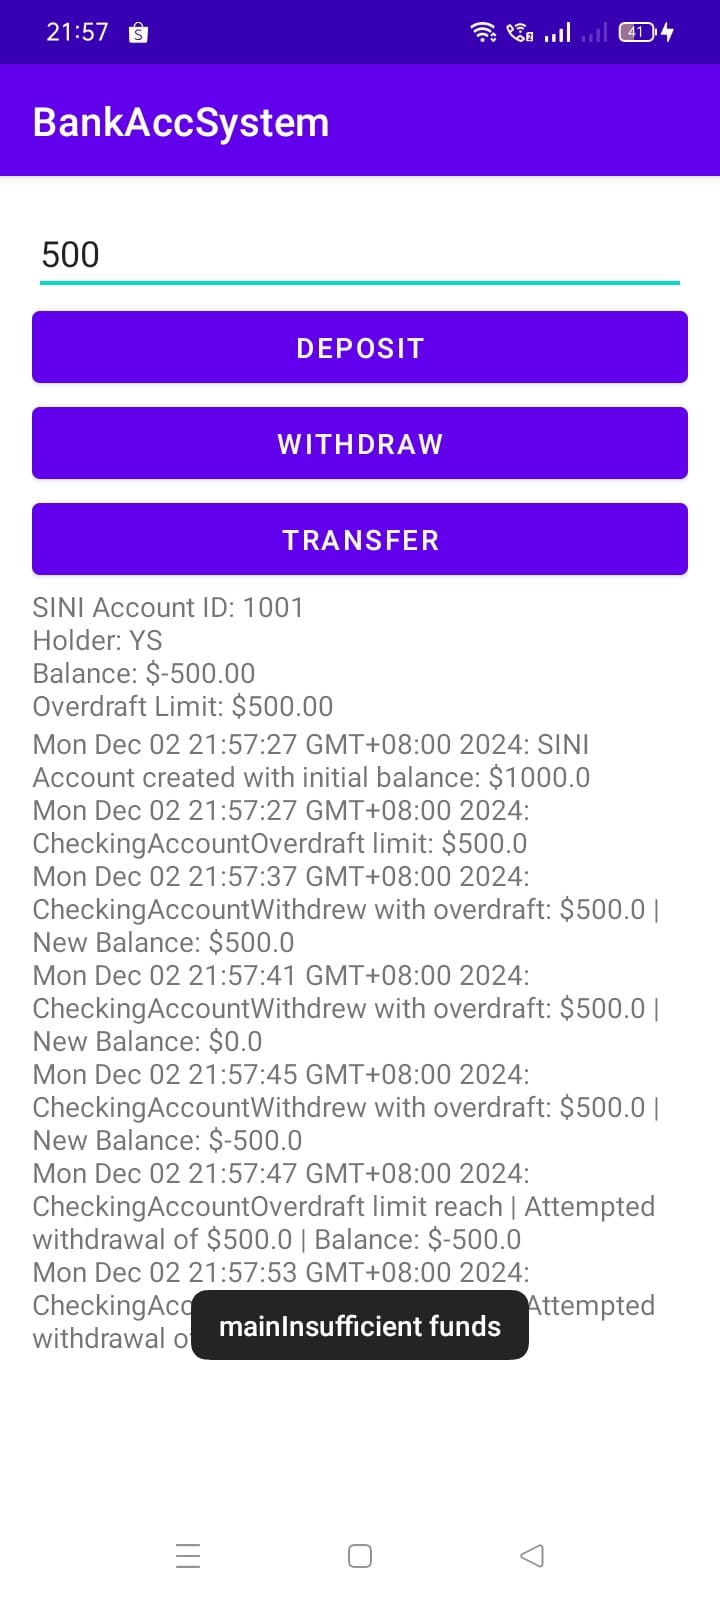 21:57
41
BankAccSystem
500
DEPOSIT
WITHDRAW
TRANSFER
SINI Account ID: 1001
Holder: YS
Balance: $-500.00
Overdraft Limit: $500.00
Mon Dec 02 21:57:27 GMT+08:00 2024: SINI
Account created with initial balance: $1000.0
Mon Dec 02 21:57:27 GMT+08:00 2024:
CheckingAccountOverdraft limit: $500.0
Mon Dec 02 21:57:37 GMT+08:00 2024:
CheckingAccountWithdrew with overdraft: $500.0 |
New Balance: $500.0
Mon Dec 02 21:57:41 GMT+08:00 2024:
CheckingAccountWithdrew with overdraft: $500.0 |
New Balance: $0.0
Mon Dec 02 21:57:45 GMT+08:00 2024:
CheckingAccountWithdrew with overdraft: $500.0 |
New Balance: $-500.0
Mon Dec 02 21:57:47 GMT+08:00 2024:
CheckingAccountOverdraft limit reach | Attempted
withdrawal of $500.0 | Balance: $-500.0
Mon Dec 02 21:57:53 GMT+08:00 2024:
Attempted
withdrawal
mainInsufficient funds